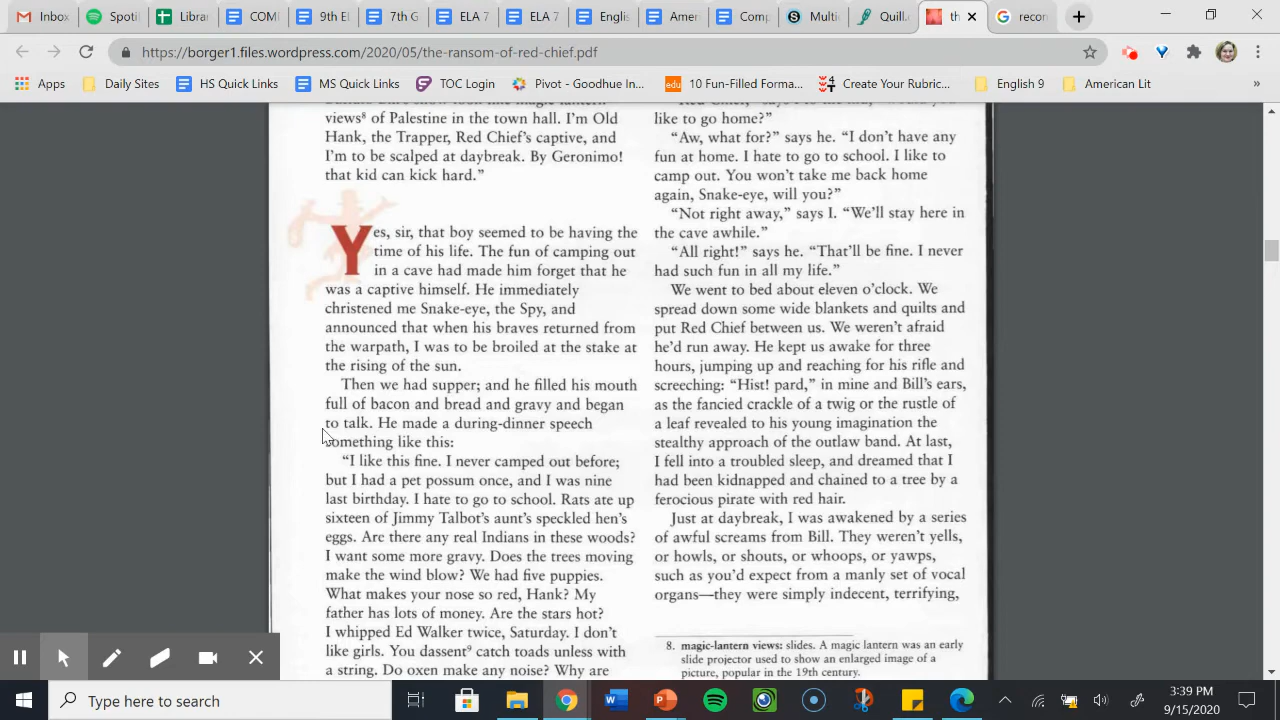 Inbox
Spotif
Librar
COMM
9th El
7th G
ELA 7
ELA 7
Englis
Amer
Comp
Multi
Quill.
th
recor
https://borger1.files.wordpress.com/2020/05/the-ransom-of-red-chief.pdf
Apps
Daily Sites
HS Quick Links
MS Quick Links
TOC Login
Pivot - Goodhue In...
edu
10 Fun-Filled Forma...
Create Your Rubric...
English 9
American Lit
»
views⁸ of Palestine in the town hall. I'm Old
Hank, the Trapper, Red Chief's captive, and
I'm to be scalped at daybreak. By Geronimo!
that kid can kick hard."
Yes, sir, that boy seemed to be having the
time of his life. The fun of camping out
in a cave had made him forget that he
was a captive himself. He immediately
christened me Snake-eye, the Spy, and
announced that when his braves returned from
the warpath, I was to be broiled at the stake at
the rising of the sun.
Then we had supper; and he filled his mouth
full of bacon and bread and gravy and began
to talk. He made a during-dinner speech
something like this:
"I like this fine. I never camped out before;
but I had a pet possum once, and I was nine
last birthday. I hate to go to school. Rats ate up
sixteen of Jimmy Talbot's aunt's speckled hen's
eggs. Are there any real Indians in these woods?
I want some more gravy. Does the trees moving
make the wind blow? We had five puppies.
What makes your nose so red, Hank? My
father has lots of money. Are the stars hot?
I whipped Ed Walker twice, Saturday. I don't
like girls. You dassent⁹ catch toads unless with
a string. Do oxen make any noise? Why are
like to go home?"
"Aw, what for?" says he. "I don't have any
fun at home. I hate to go to school. I like to
camp out. You won't take me back home
again, Snake-eye, will you?"
"Not right away," says I. "We'll stay here in
the cave awhile."
"All right!" says he. "That'll be fine. I never
had such fun in all my life."
We went to bed about eleven o'clock. We
spread down some wide blankets and quilts and
put Red Chief between us. We weren't afraid
he'd run away. He kept us awake for three
hours, jumping up and reaching for his rifle and
screeching: "Hist! pard," in mine and Bill's ears,
as the fancied crackle of a twig or the rustle of
a leaf revealed to his young imagination the
stealthy approach of the outlaw band. At last,
I fell into a troubled sleep, and dreamed that I
had been kidnapped and chained to a tree by a
ferocious pirate with red hair.
Just at daybreak, I was awakened by a series
of awful screams from Bill. They weren't yells,
or howls, or shouts, or whoops, or yawps,
such as you'd expect from a manly set of vocal
organs—they were simply indecent, terrifying,
8. magic-lantern views: slides. A magic lantern was an early
slide projector used to show an enlarged image of a
picture, popular in the 19th century.
Type here to search
3:39 PM
9/15/2020